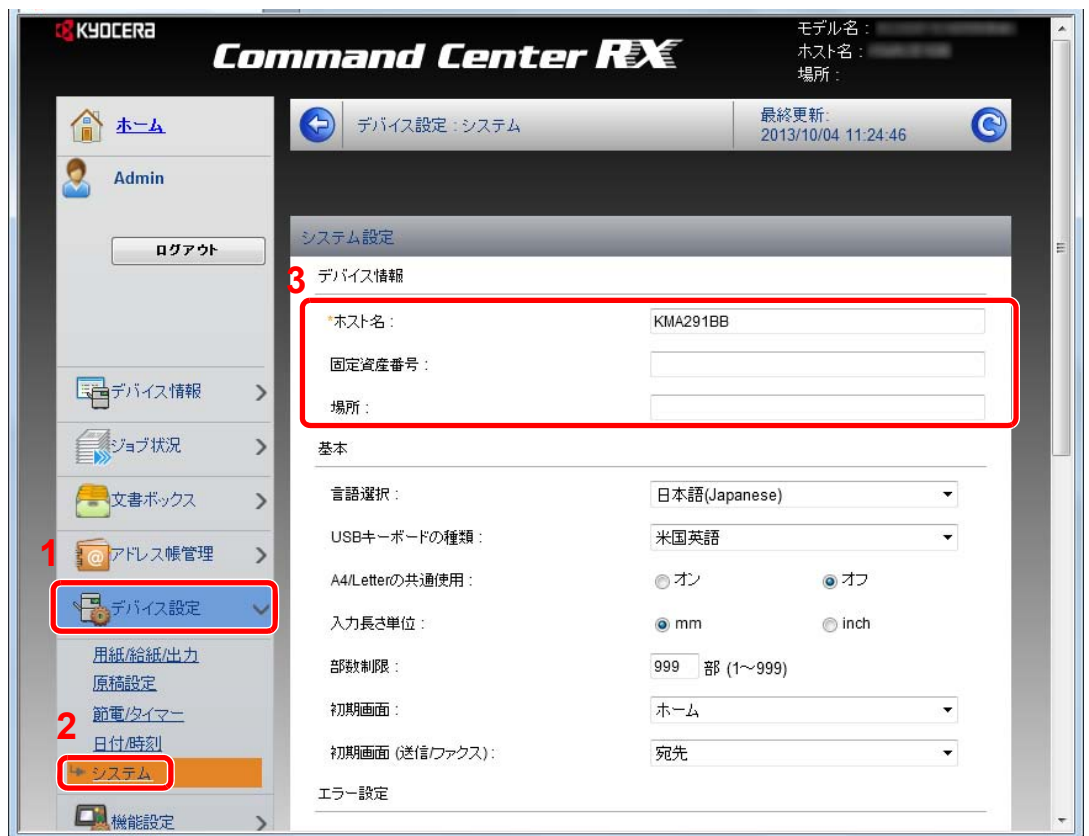 KYOCERA
Command Center RX
モデル名 :
ホスト名 :
場所 :
ホーム
Admin
ログアウト
デバイス情報
ジョブ状況
文書ボックス
1
アドレス帳管理
デバイス設定
用紙/給紙/出力
原稿設定
節電/タイマー
2
日付/時刻
システム
機能設定
デバイス設定 : システム
最終更新:
2013/10/04 11:24:46
システム設定
3
デバイス情報
*ホスト名 : KMA291BB
固定資産番号 :
場所 :
基本
言語選択 : 日本語(Japanese)
USBキーボードの種類 : 米国英語
A4/Letterの共通使用 : オン オフ
入力長さ単位 : mm inch
部数制限 : 999 部 (1～999)
初期画面 : ホーム
初期画面 (送信/ファクス) : 宛先
エラー設定